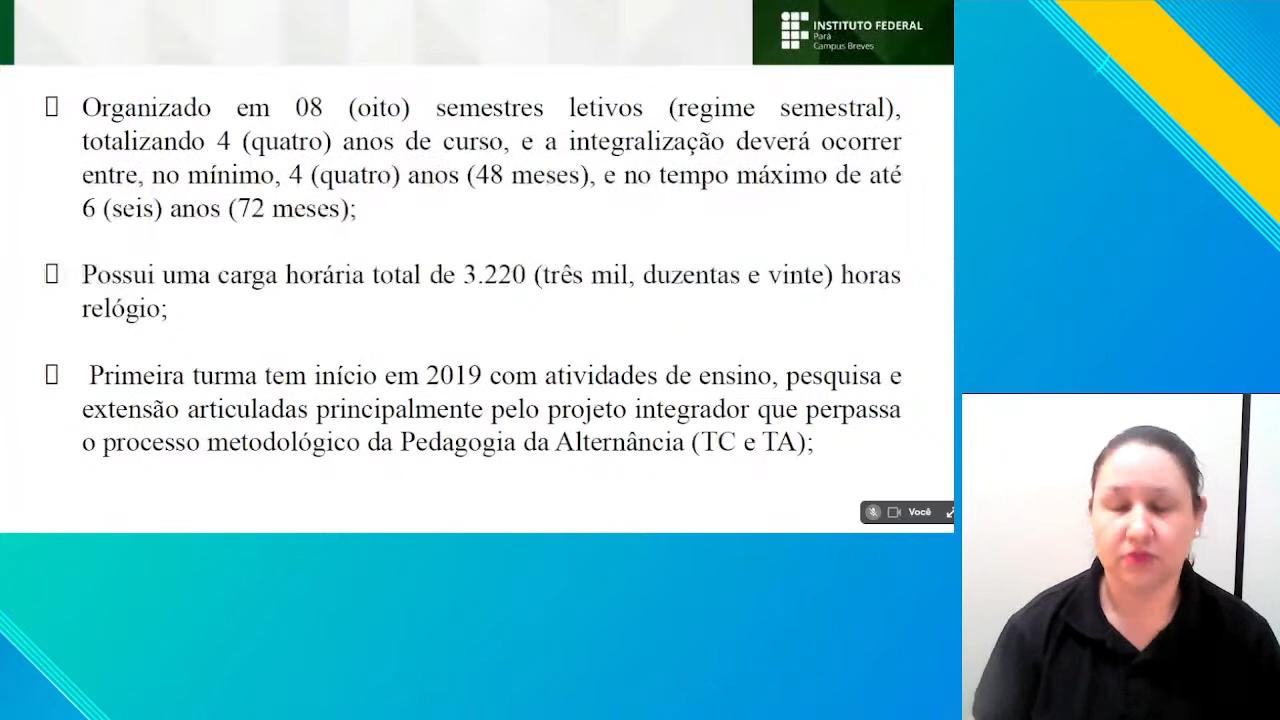 INSTITUTO FEDERAL
Pará
Campus Breves
Organizado em 08 (oito) semestres letivos (regime semestral),
totalizando 4 (quatro) anos de curso, e a integralização deverá ocorrer
entre, no mínimo, 4 (quatro) anos (48 meses), e no tempo máximo de até
6 (seis) anos (72 meses);
Possui uma carga horária total de 3.220 (três mil, duzentas e vinte) horas
relógio;
Primeira turma tem início em 2019 com atividades de ensino, pesquisa e
extensão articuladas principalmente pelo projeto integrador que perpassa
o processo metodológico da Pedagogia da Alternância (TC e TA);
Você